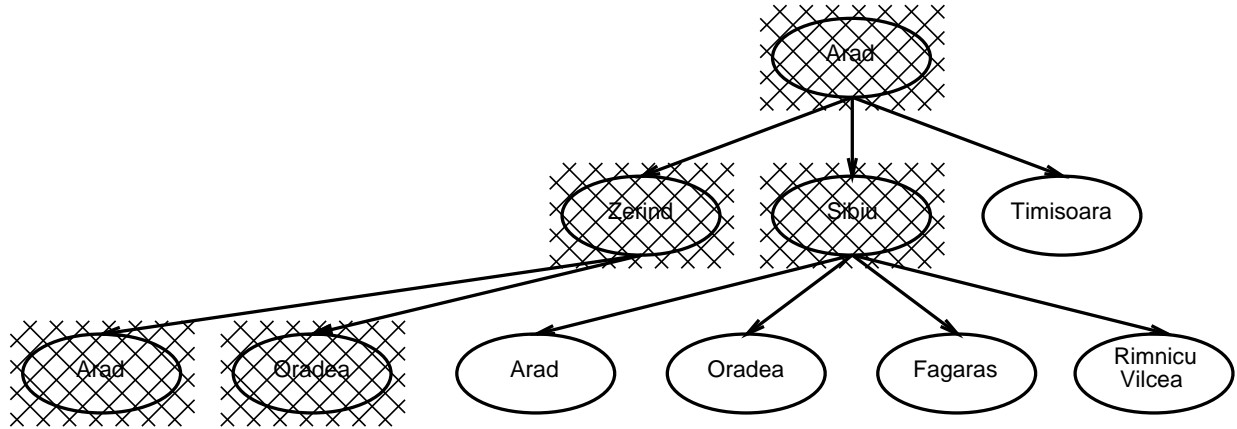 Arad
Zerind
Sibiu
Timisoara
Arad
Oradea
Arad
Oradea
Fagaras
Rimnicu
Vilcea